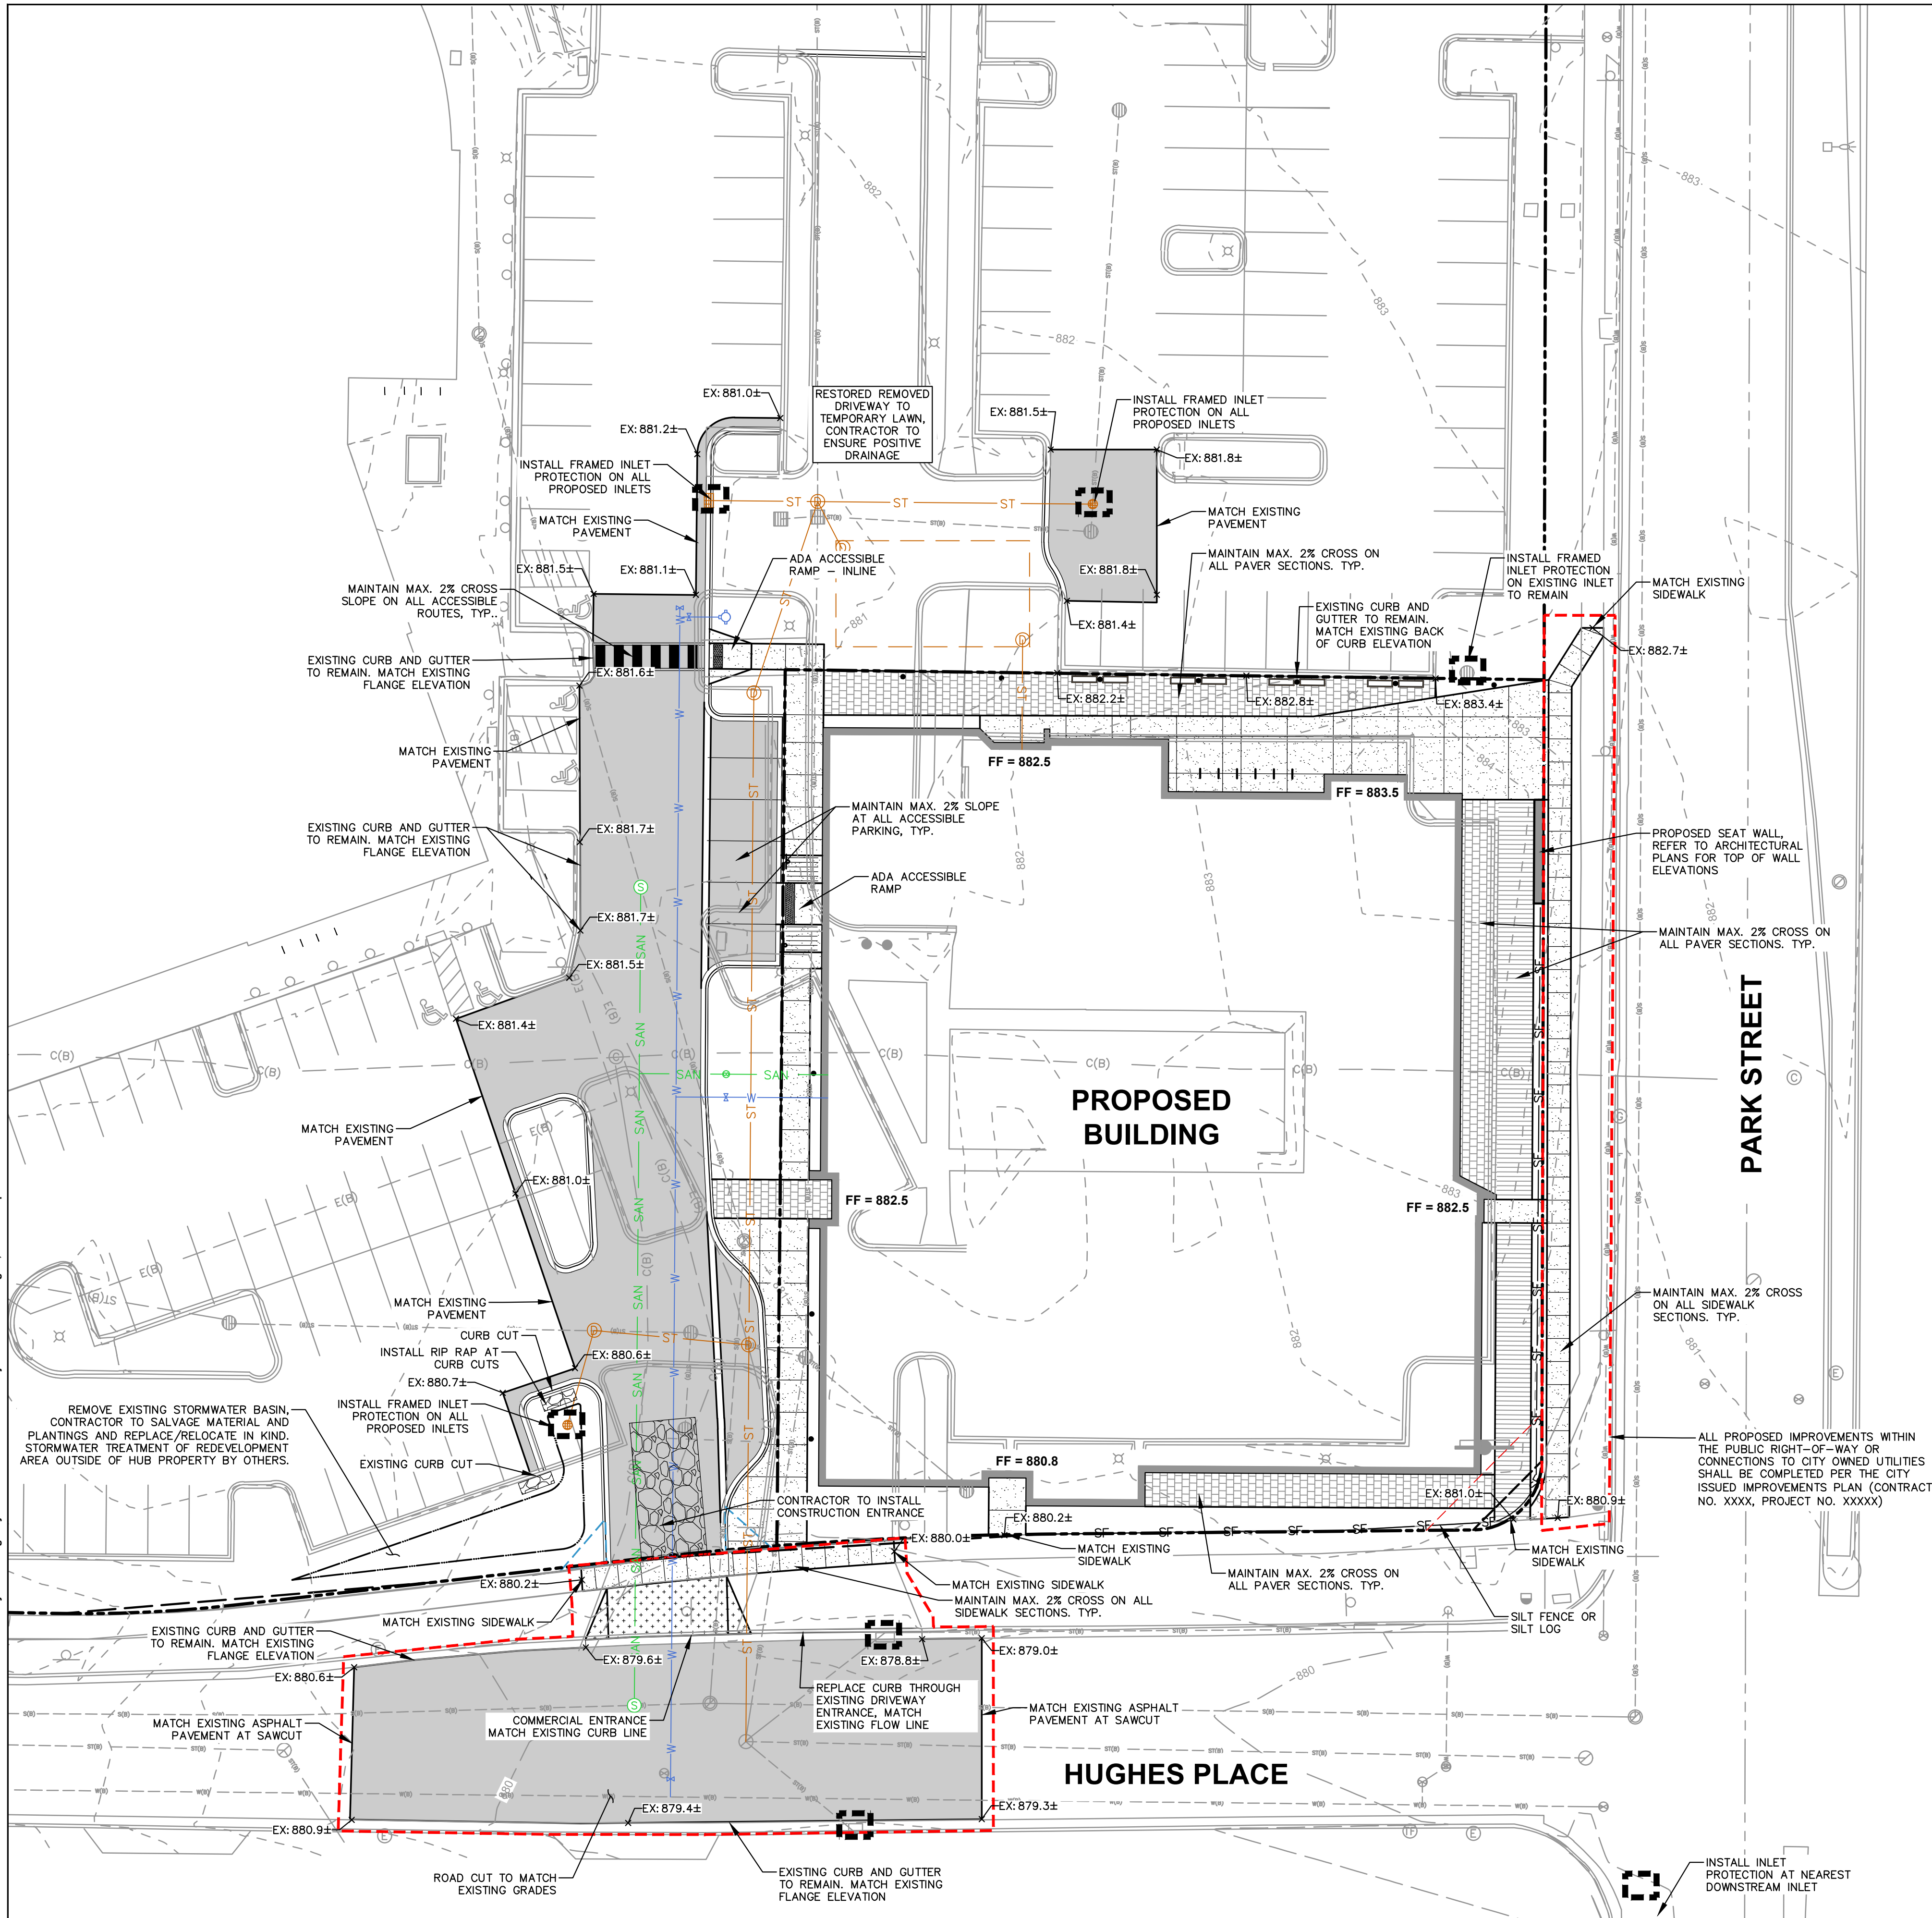 EX: 881.0±
RESTORED REMOVED
DRIVEWAY TO
TEMPORARY LAWN,
CONTRACTOR TO
ENSURE POSITIVE
DRAINAGE
EX: 881.2±
EX: 881.5±
INSTALL FRAMED INLET
PROTECTION ON ALL
PROPOSED INLETS
EX: 881.8±
INSTALL FRAMED INLET
PROTECTION ON ALL
PROPOSED INLETS
MATCH EXISTING
PAVEMENT
MATCH EXISTING
PAVEMENT
ADA ACCESSIBLE
RAMP – INLINE
MAINTAIN MAX. 2% CROSS ON
ALL PAVER SECTIONS. TYP.
INSTALL FRAMED
INLET PROTECTION
ON EXISTING INLET
TO REMAIN
MATCH EXISTING
SIDEWALK
EX: 881.5±
EX: 881.1±
EX: 881.8±
EX: 881.4±
MAINTAIN MAX. 2% CROSS
SLOPE ON ALL ACCESSIBLE
ROUTES, TYP..
EXISTING CURB AND
GUTTER TO REMAIN.
MATCH EXISTING BACK
OF CURB ELEVATION
EX: 882.7±
EXISTING CURB AND GUTTER
TO REMAIN. MATCH EXISTING
FLANGE ELEVATION
EX: 881.6±
EX: 882.2±
EX: 882.8±
EX: 883.4±
MATCH EXISTING
PAVEMENT
FF = 882.5
FF = 883.5
MAINTAIN MAX. 2% SLOPE
AT ALL ACCESSIBLE
PARKING, TYP.
EXISTING CURB AND GUTTER
TO REMAIN. MATCH EXISTING
FLANGE ELEVATION
EX: 881.7±
PROPOSED SEAT WALL,
REFER TO ARCHITECTURAL
PLANS FOR TOP OF WALL
ELEVATIONS
ADA ACCESSIBLE
RAMP
EX: 881.7±
EX: 881.5±
MAINTAIN MAX. 2% CROSS ON
ALL PAVER SECTIONS. TYP.
EX: 881.4±
PARK STREET
PROPOSED
BUILDING
MATCH EXISTING
PAVEMENT
EX: 881.0±
FF = 882.5
FF = 882.5
MATCH EXISTING
PAVEMENT
MAINTAIN MAX. 2% CROSS
ON ALL SIDEWALK
SECTIONS. TYP.
CURB CUT
INSTALL RIP RAP AT
CURB CUTS
EX: 880.6±
EX: 880.7±
INSTALL FRAMED INLET
PROTECTION ON ALL
PROPOSED INLETS
REMOVE EXISTING STORMWATER BASIN,
CONTRACTOR TO SALVAGE MATERIAL AND
PLANTINGS AND REPLACE/RELOCATE IN KIND.
STORMWATER TREATMENT OF REDEVELOPMENT
AREA OUTSIDE OF HUB PROPERTY BY OTHERS.
EXISTING CURB CUT
FF = 880.8
ALL PROPOSED IMPROVEMENTS WITHIN
THE PUBLIC RIGHT–OF–WAY OR
CONNECTIONS TO CITY OWNED UTILITIES
SHALL BE COMPLETED PER THE CITY
ISSUED IMPROVEMENTS PLAN (CONTRACT
NO. XXXX, PROJECT NO. XXXXX)
CONTRACTOR TO INSTALL
CONSTRUCTION ENTRANCE
EX: 881.0±
EX: 880.9±
EX: 880.2±
EX: 880.0±
MATCH EXISTING
SIDEWALK
MATCH EXISTING
SIDEWALK
EX: 880.2±
MATCH EXISTING SIDEWALK
MAINTAIN MAX. 2% CROSS ON ALL
SIDEWALK SECTIONS. TYP.
MAINTAIN MAX. 2% CROSS ON
ALL PAVER SECTIONS. TYP.
MATCH EXISTING SIDEWALK
SILT FENCE OR
SILT LOG
EXISTING CURB AND GUTTER
TO REMAIN. MATCH EXISTING
FLANGE ELEVATION
EX: 879.6±
EX: 878.8±
EX: 879.0±
EX: 880.6±
REPLACE CURB THROUGH
EXISTING DRIVEWAY
ENTRANCE, MATCH
EXISTING FLOW LINE
MATCH EXISTING ASPHALT
PAVEMENT AT SAWCUT
COMMERCIAL ENTRANCE
MATCH EXISTING CURB LINE
MATCH EXISTING ASPHALT
PAVEMENT AT SAWCUT
HUGHES PLACE
EX: 879.4±
EX: 879.3±
EX: 880.9±
ROAD CUT TO MATCH
EXISTING GRADES
EXISTING CURB AND GUTTER
TO REMAIN. MATCH EXISTING
FLANGE ELEVATION
INSTALL INLET
PROTECTION AT NEAREST
DOWNSTREAM INLET